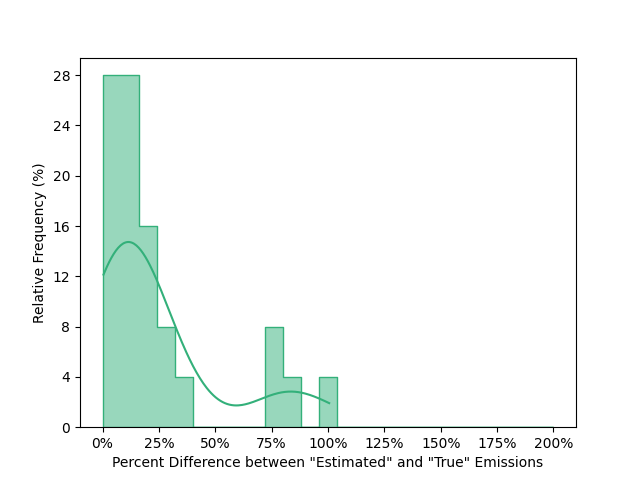 28
24
20
16
12
8
4
0
Relative Frequency (%)
0% 25% 50% 75% 100% 125% 150% 175% 200%
Percent Difference between "Estimated" and "True" Emissions